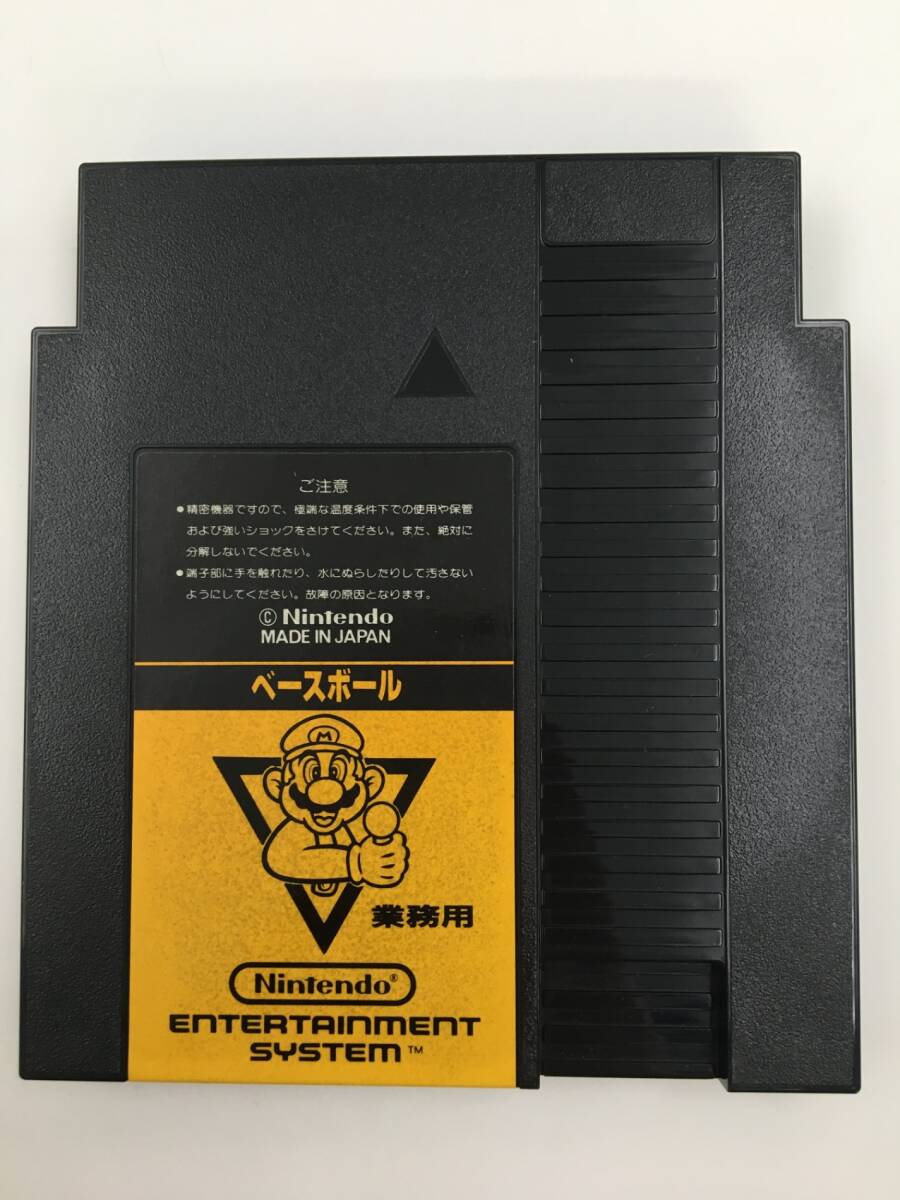 ご注意
●精密機器ですので、極端な温度条件下での使用や保管
および強いショックをさけてください。また、絶対に
分解しないでください。
●端子部に手を触れたり、水にぬらしたりして汚さない
ようにしてください。故障の原因となります。
© Nintendo
MADE IN JAPAN
ベースボール
M
業務用
Nintendo®
ENTERTAINMENT
SYSTEM™